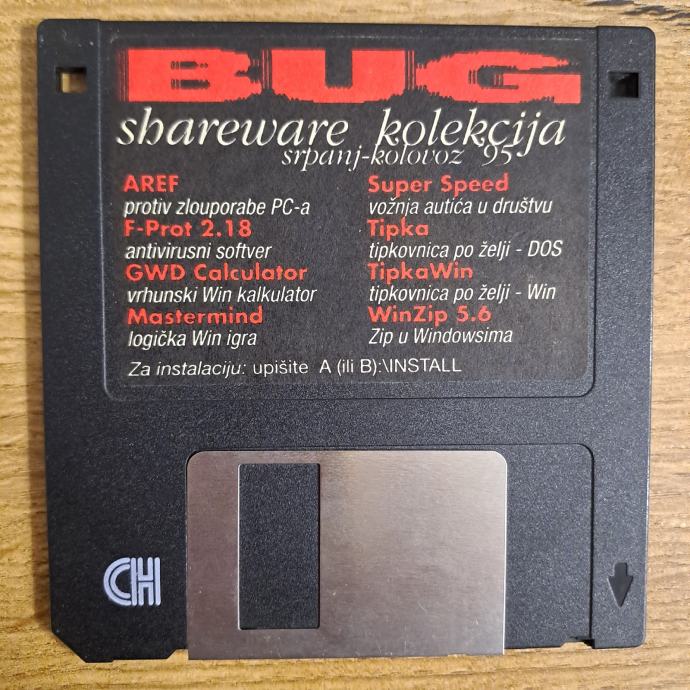 BUG
shareware kolekcija
srpanj-kolovoz '95
AREF
protiv zlouporabe PC-a
F-Prot 2.18
antivirusni softver
GWD Calculator
vrhunski Win kalkulator
Mastermind
logička Win igra
Super Speed
vožnja autića u društvu
Tipka
tipkovnica po želji - DOS
TipkaWin
tipkovnica po želji - Win
WinZip 5.6
Zip u Windowsima
Za instalaciju: upišite A (ili B):\INSTALL
CH